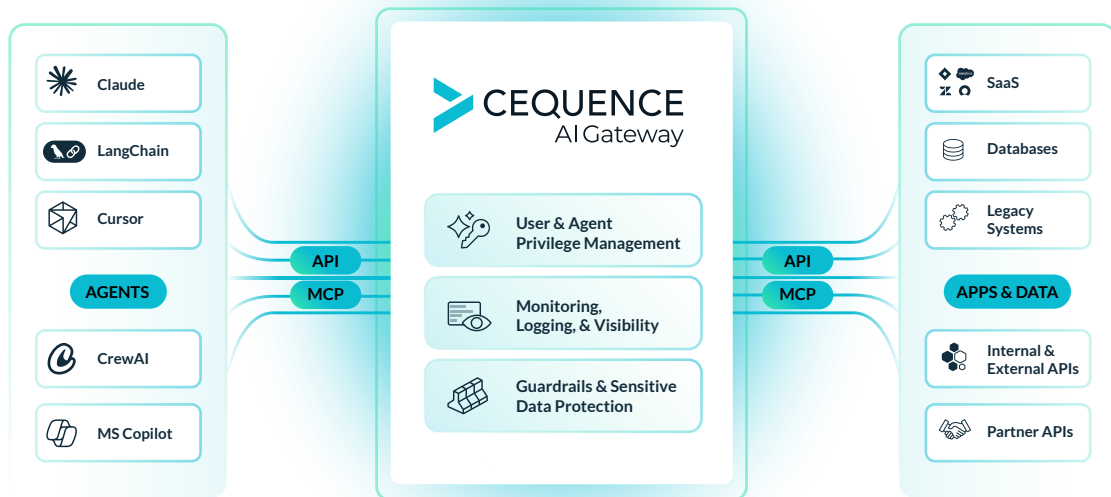 Claude
LangChain
Cursor
AGENTS
CrewAI
MS Copilot
API
MCP
CEQUENCE
AI Gateway
User & Agent
Privilege Management
Monitoring,
Logging, & Visibility
Guardrails & Sensitive
Data Protection
API
MCP
SaaS
Databases
Legacy
Systems
APPS & DATA
Internal &
External APIs
Partner APIs